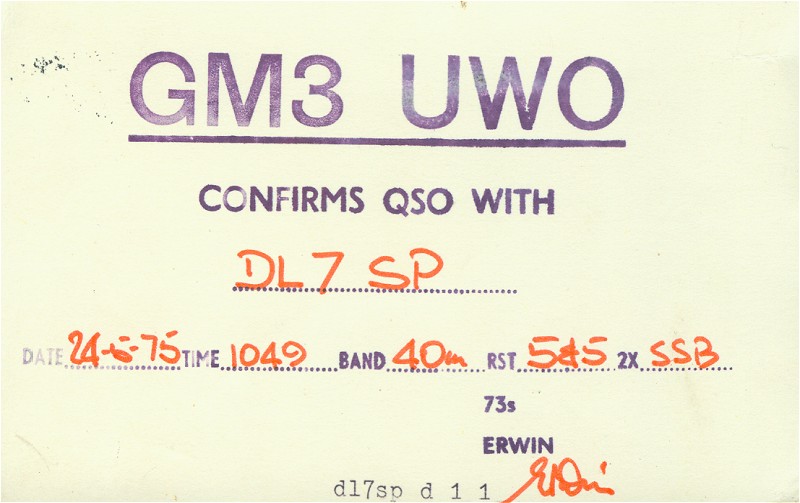 GM3 UWO
CONFIRMS QSO WITH
DL7 SP
DATE 24-6-75 TIME 1049 BAND 40m RST 5&5 2X SSB
73s
ERWIN
Erwin
dl7sp d 1 1